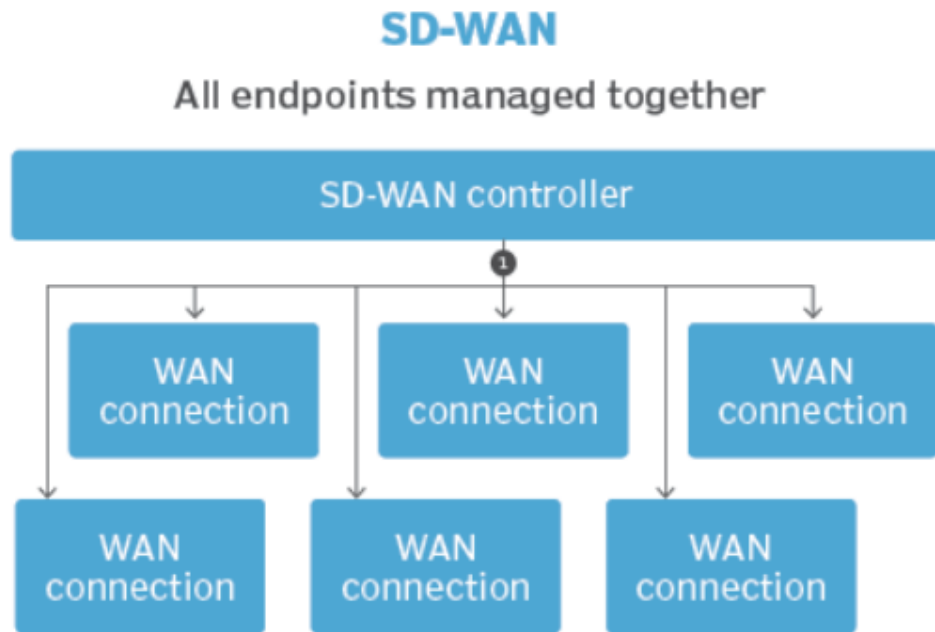 SD-WAN
All endpoints managed together
SD-WAN controller
1
WAN
connection
WAN
connection
WAN
connection
WAN
connection
WAN
connection
WAN
connection